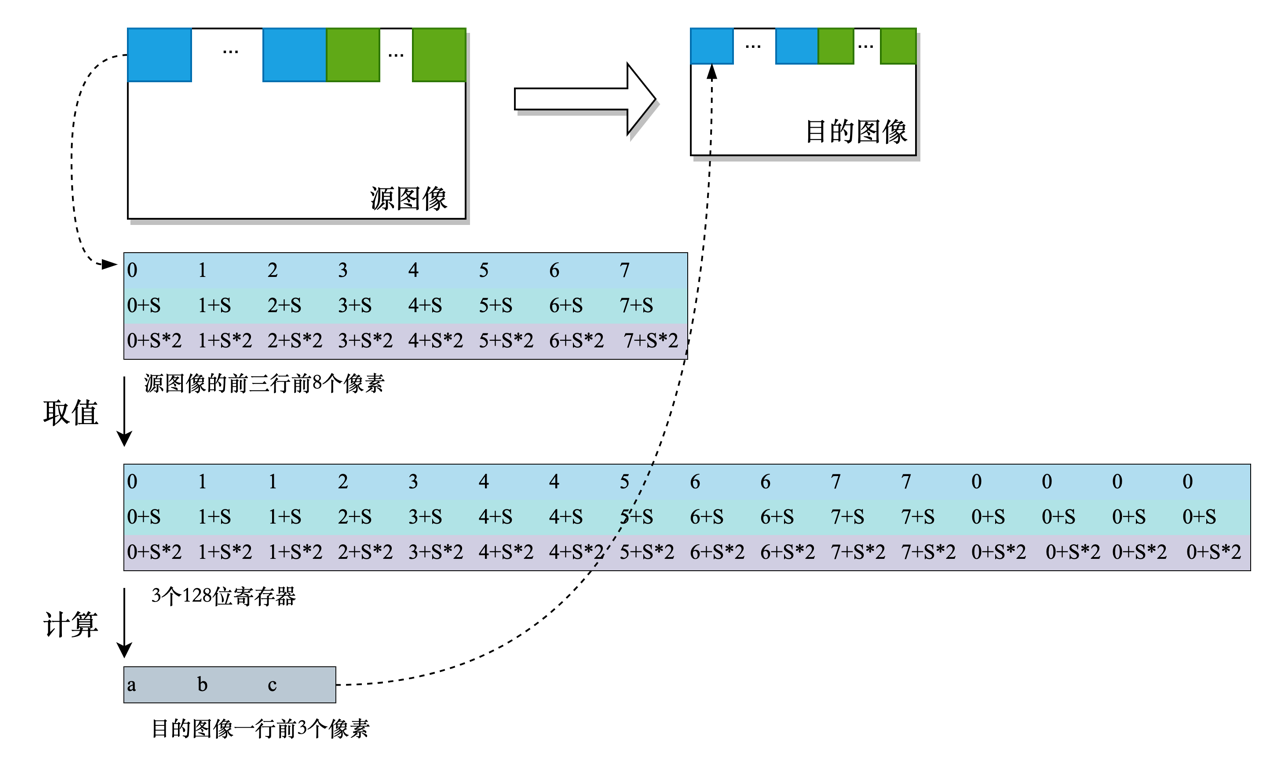 ... ... ... ...
源图像
目的图像
0 1 2 3 4 5 6 7
0+S 1+S 2+S 3+S 4+S 5+S 6+S 7+S
0+S*2 1+S*2 2+S*2 3+S*2 4+S*2 5+S*2 6+S*2 7+S*2
源图像的前三行前8个像素
取值
0 1 1 2 3 4 4 5 6 6 7 7 0 0 0 0
0+S 1+S 1+S 2+S 3+S 4+S 4+S 5+S 6+S 6+S 7+S 7+S 0+S 0+S 0+S 0+S
0+S*2 1+S*2 1+S*2 2+S*2 3+S*2 4+S*2 4+S*2 5+S*2 6+S*2 6+S*2 7+S*2 7+S*2 0+S*2 0+S*2 0+S*2 0+S*2
3个128位寄存器
计算
a b c
目的图像一行前3个像素